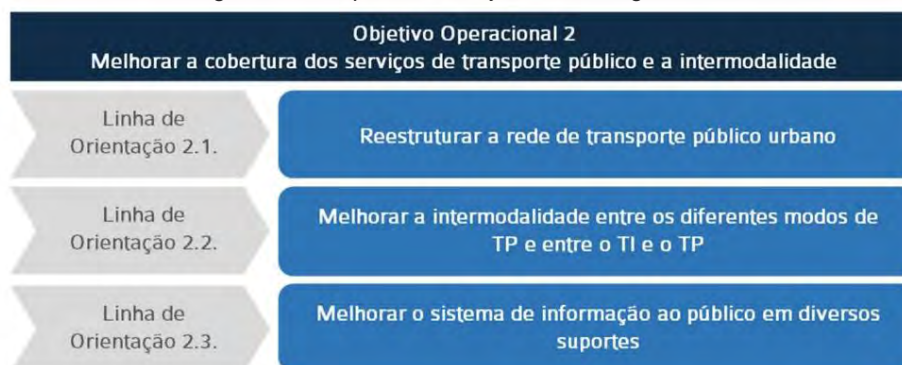 Objetivo Operacional 2
Melhorar a cobertura dos serviços de transporte público e a intermodalidade
Linha de
Orientação 2.1.
Reestruturar a rede de transporte público urbano
Linha de
Orientação 2.2.
Melhorar a intermodalidade entre os diferentes modos de
TP e entre o TI e o TP
Linha de
Orientação 2.3.
Melhorar o sistema de informação ao público em diversos
suportes